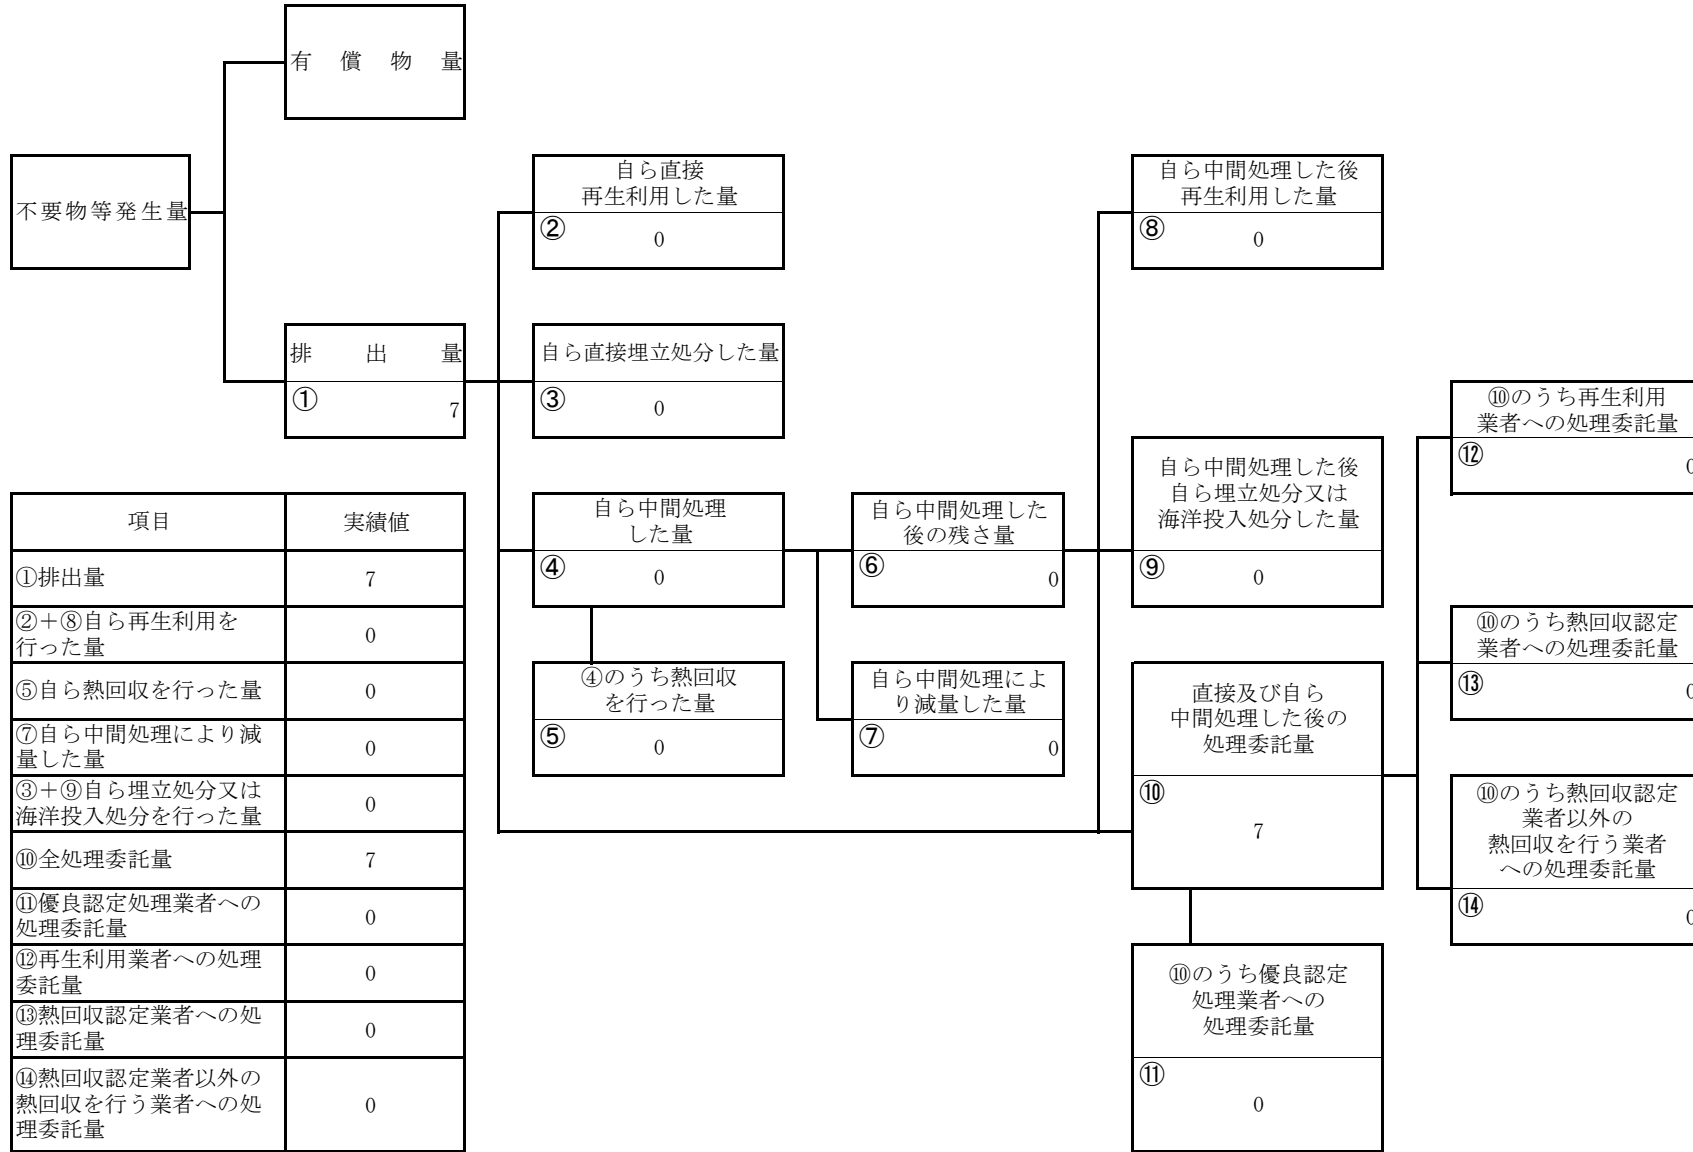 有償物量
不要物等発生量
排出量
①
7
自ら直接
再生利用した量
②
0
自ら直接埋立処分した量
③
0
自ら中間処理
した量
④
0
④のうち熱回収
を行った量
⑤
0
自ら中間処理した
後の残さ量
⑥
0
自ら中間処理によ
り減量した量
⑦
0
自ら中間処理した後
再生利用した量
⑧
0
自ら中間処理した後
自ら埋立処分又は
海洋投入処分した量
⑨
0
直接及び自ら
中間処理した後の
処理委託量
⑩
7
⑩のうち優良認定
処理業者への
処理委託量
⑪
0
⑩のうち再生利用
業者への処理委託量
⑫
0
⑩のうち熱回収認定
業者への処理委託量
⑬
0
⑩のうち熱回収認定
業者以外の
熱回収を行う業者
への処理委託量
⑭
0
項目 実績値
①排出量 7
②+⑧自ら再生利用を
行った量 0
⑤自ら熱回収を行った量 0
⑦自ら中間処理により減
量した量 0
③+⑨自ら埋立処分又は
海洋投入処分を行った量 0
⑩全処理委託量 7
⑪優良認定処理業者への
処理委託量 0
⑫再生利用業者への処理
委託量 0
⑬熱回収認定業者への処
理委託量 0
⑭熱回収認定業者以外の
熱回収を行う業者への処
理委託量 0